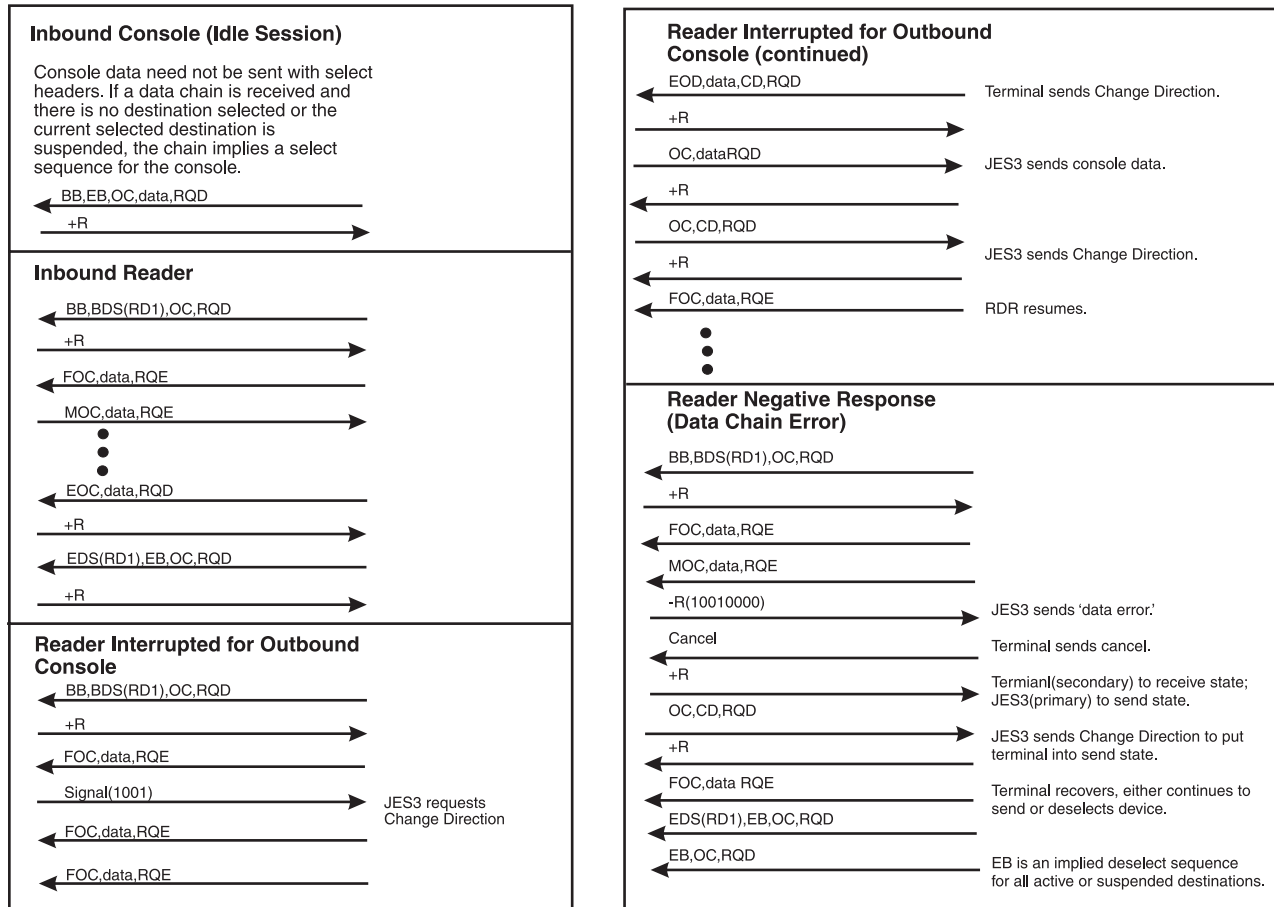 Inbound Console (Idle Session)
Console data need not be sent with select
headers. If a data chain is received and
there is no destination selected or the
current selected destination is
suspended, the chain implies a select
sequence for the console.
BB,EB,OC,data,RQD
+R
Inbound Reader
BB,BDS(RD1),OC,RQD
+R
FOC,data,RQE
MOC,data,RQE
EOC,data,RQD
+R
EDS(RD1),EB,OC,RQD
+R
Reader Interrupted for Outbound
Console
BB,BDS(RD1),OC,RQD
+R
FOC,data,RQE
Signal(1001)
JES3 requests
Change Direction
FOC,data,RQE
FOC,data,RQE
Reader Interrupted for Outbound
Console (continued)
EOD,data,CD,RQD
Terminal sends Change Direction.
+R
OC,dataRQD
JES3 sends console data.
+R
OC,CD,RQD
JES3 sends Change Direction.
+R
FOC,data,RQE
RDR resumes.
Reader Negative Response
(Data Chain Error)
BB,BDS(RD1),OC,RQD
+R
FOC,data,RQE
MOC,data,RQE
-R(10010000)
JES3 sends ‘data error.’
Cancel
Terminal sends cancel.
+R
Termianl(secondary) to receive state;
JES3(primary) to send state.
OC,CD,RQD
JES3 sends Change Direction to put
terminal into send state.
+R
FOC,data RQE
Terminal recovers, either continues to
send or deselects device.
EDS(RD1),EB,OC,RQD
EB,OC,RQD
EB is an implied deselect sequence
for all active or suspended destinations.